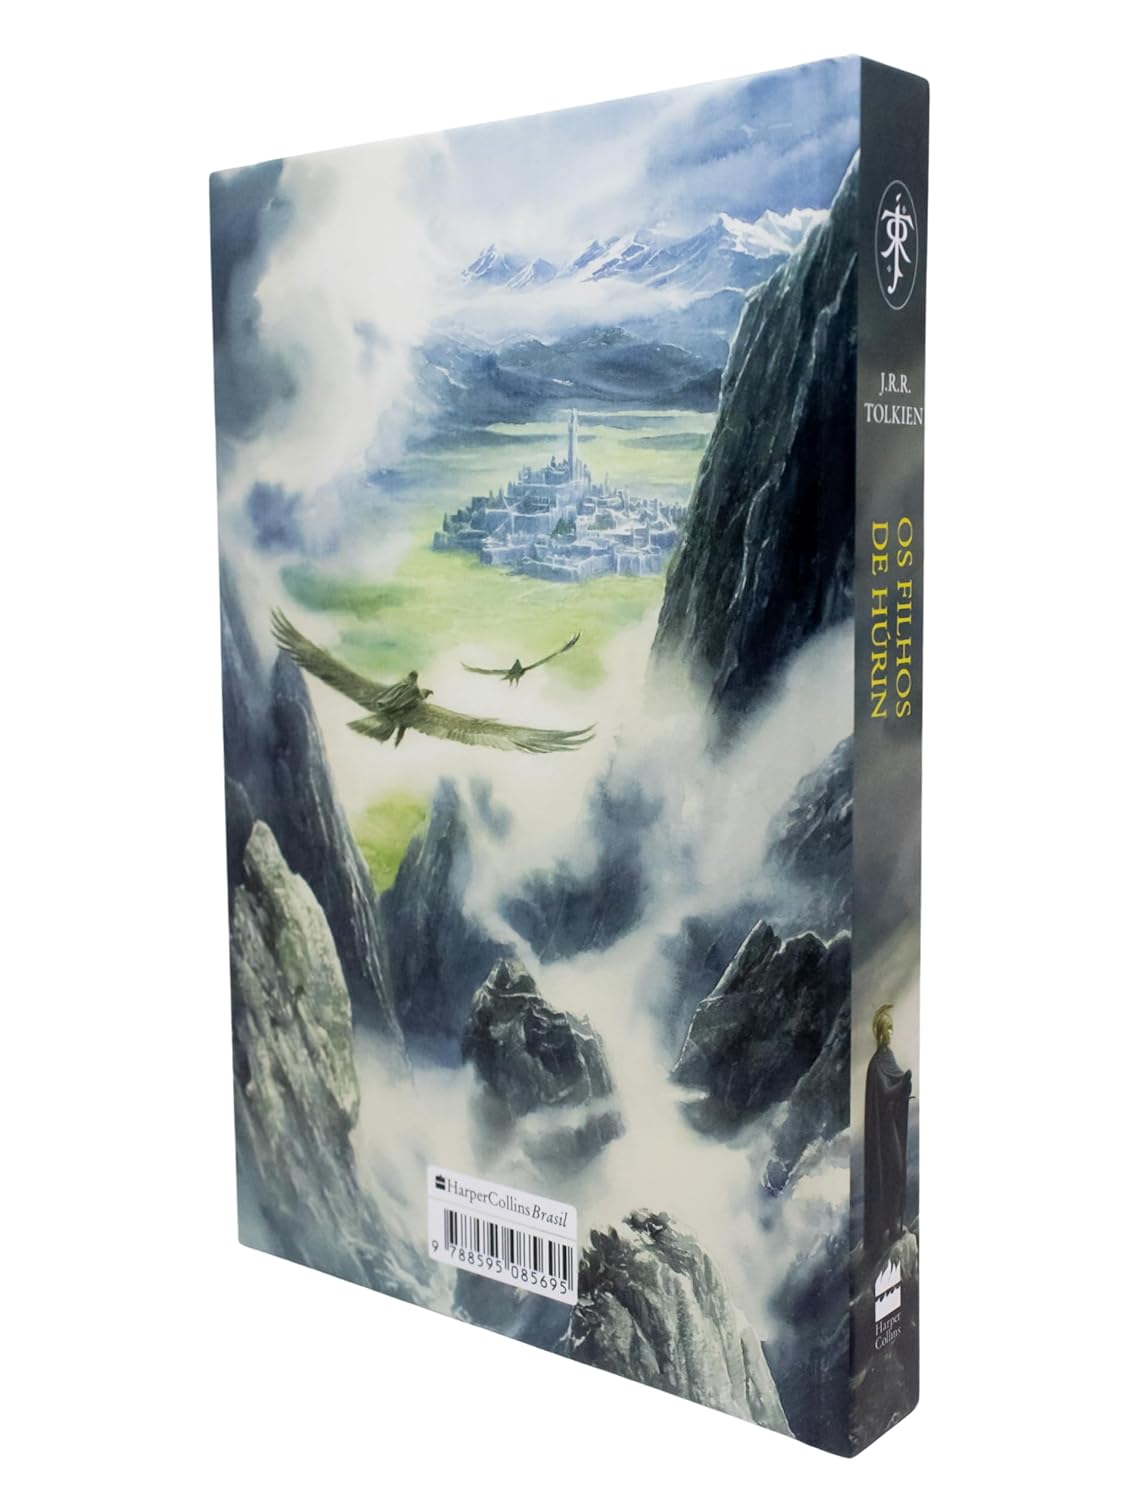 J.R.R.
TOLKIEN
OS FILHOS
DE HÚRIN
Harper
Collins
HarperCollins Brasil
9 788595 085695